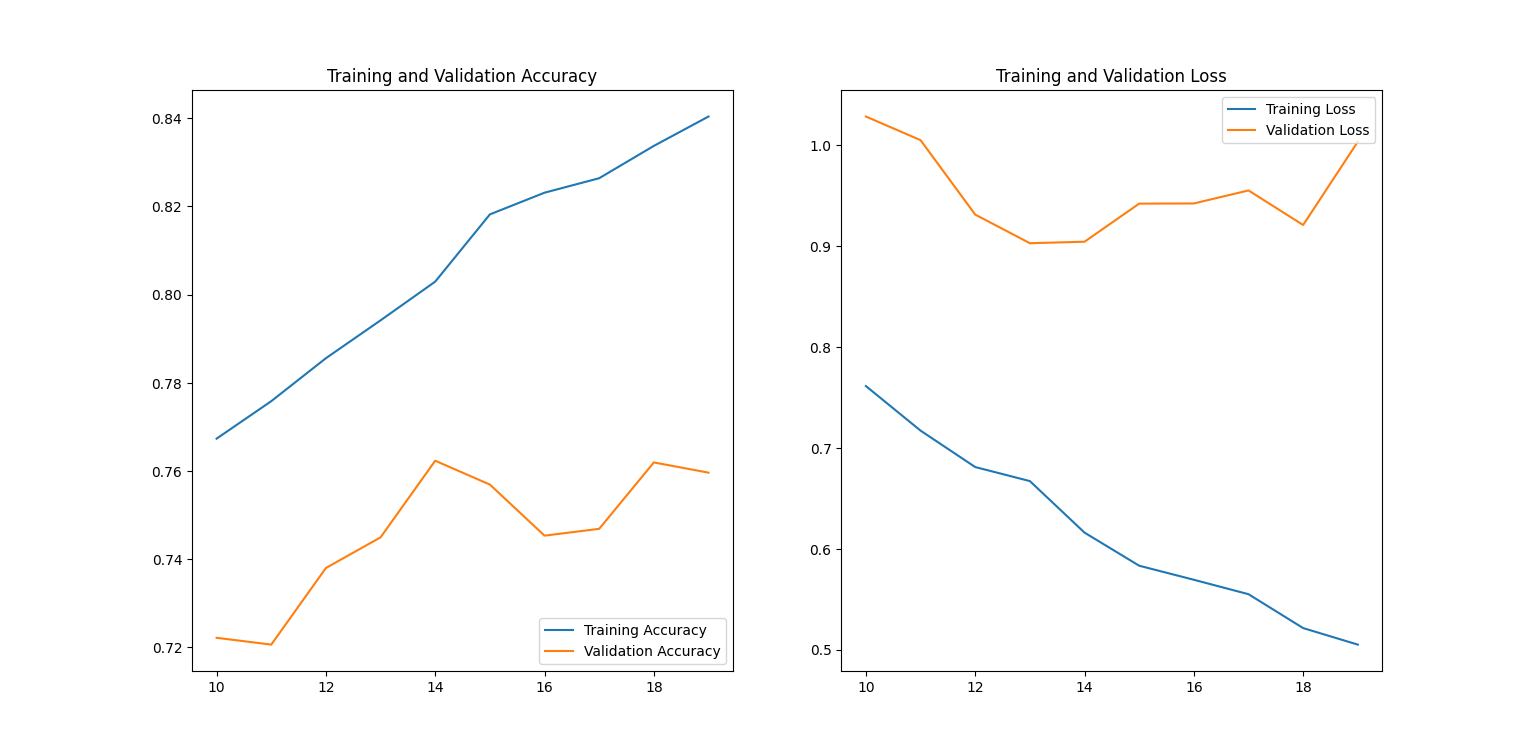 Training and Validation Accuracy
0.84
0.82
0.80
0.78
0.76
0.74
0.72
10 12 14 16 18
Training Accuracy
Validation Accuracy
Training and Validation Loss
1.0
0.9
0.8
0.7
0.6
0.5
10 12 14 16 18
Training Loss
Validation Loss